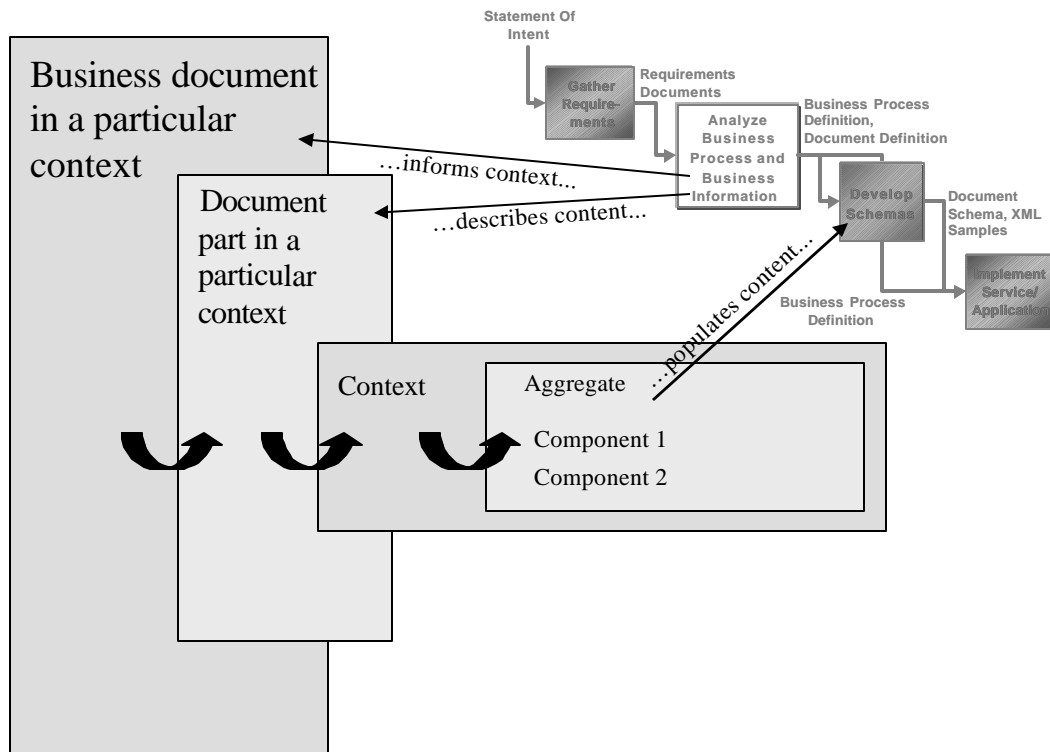 Statement Of
Intent
Business document
in a particular
context
Gather
Require-
ments
Requirements
Documents
Analyze
Business
Process and
Business
Information
Business Process
Definition,
Document Definition
…informs context...
…describes content...
Document
part in a
particular
context
Develop
Schemas
Document
Schema, XML
Samples
Implement
Service/
Application
Business Process
Definition
…populates content...
Context
Aggregate
Component 1
Component 2